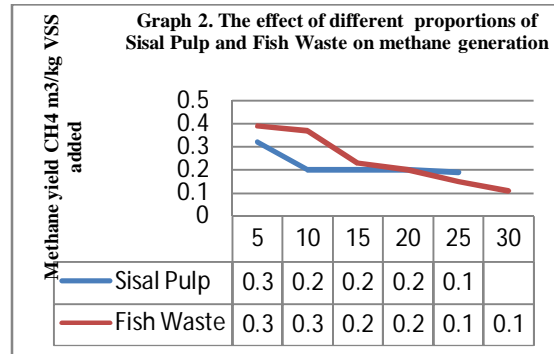 Graph 2. The effect of different proportions of
Sisal Pulp and Fish Waste on methane generation
Methane yield CH4 m3/kg VSS
added
0.5
0.4
0.3
0.2
0.1
0
5 10 15 20 25 30
Sisal Pulp 0.3 0.2 0.2 0.2 0.1
Fish Waste 0.3 0.3 0.2 0.2 0.1 0.1